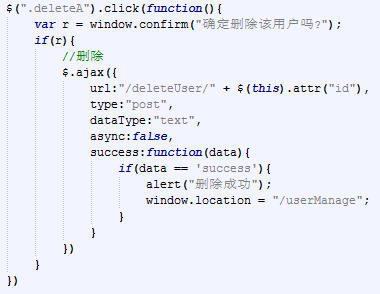 $(".deleteA").click(function(){
    var r = window.confirm("确定删除该用户吗?");
    if(r){
        //删除
        $.ajax({
            url:"/deleteUser/" + $(this).attr("id"),
            type:"post",
            dataType:"text",
            async:false,
            success:function(data){
                if(data == 'success'){
                    alert("删除成功");
                    window.location = "/userManage";
                }
            }
        })
    }
})